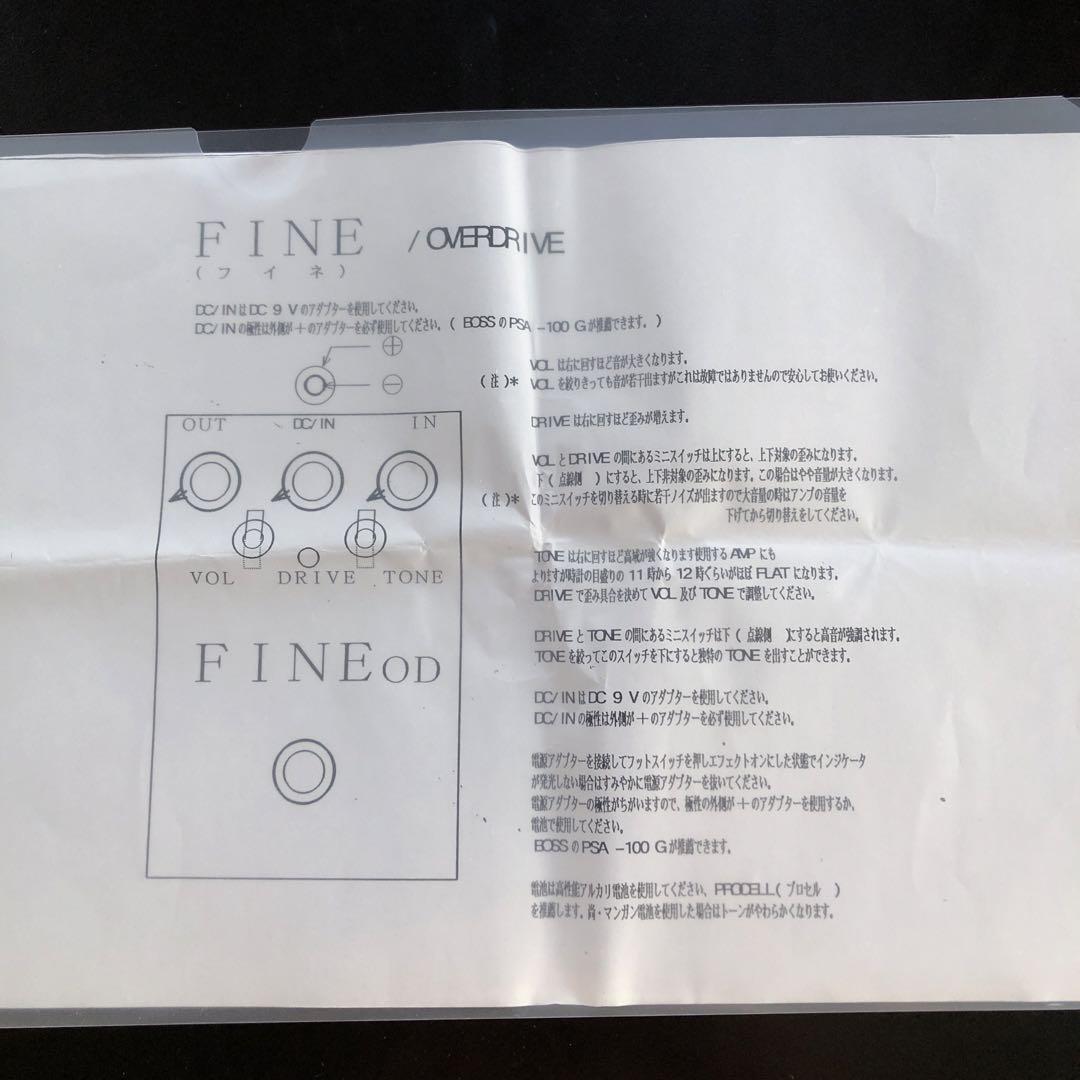 FINE /OVERDRIVE
(フイネ)
DC/INはDC 9 Vのアダプターを使用してください。
DC/INの極性は外側が+のアダプターを必ず使用してください。( BOSSのPSA -100 Gが推薦できます。)
⊕
⊖
OUT DC/IN IN
VOL DRIVE TONE
FINE OD
VOLは右に回すほど音が大きくなります。
(注)* VOLを絞りきっても音が若干出ますがこれは故障ではありませんので安心してお使いください。
DRIVEは右に回すほど歪みが増えます。
VOLとDRIVEの間にあるミニスイッチは上にすると、上下対象の歪みになります。
下(点線側 )にすると、上下非対象の歪みになります。この場合はやや音量が大きくなります。
(注)* このミニスイッチを切り替える時に若干ノイズが出ますので大音量の時はアンプの音量を
下げてから切り替えをしてください。
TONEは右に回すほど高域が強くなります使用するAMPにも
よりますが時計の目盛りの11時から12時ぐらいがほぼFLATになります。
DRIVEで歪み具合を決めてVOL及びTONEで調整してください。
DRIVEとTONEの間にあるミニスイッチは下(点線側 )にすると高音が強調されます。
TONEを絞ってこのスイッチを下にすると独特のTONEを出すことができます。
DC/INはDC 9 Vのアダプターを使用してください。
DC/INの極性は外側が+のアダプターを必ず使用してください。
電源アダプターを接続してフットスイッチを押しエフェクトオンにした状態でインジケータ
が発光しない場合はすみやかに電源アダプターを抜いてください。
電源アダプターの極性がちがいますので、極性の外側が+のアダプターを使用するか、
電池で使用してください。
BOSSのPSA -100 Gが推薦できます。
電池は高性能アルカリ電池を使用してください、PROCELL(プロセル )
を推薦します。尚・マンガン電池を使用した場合はトーンがやわらかくなります。